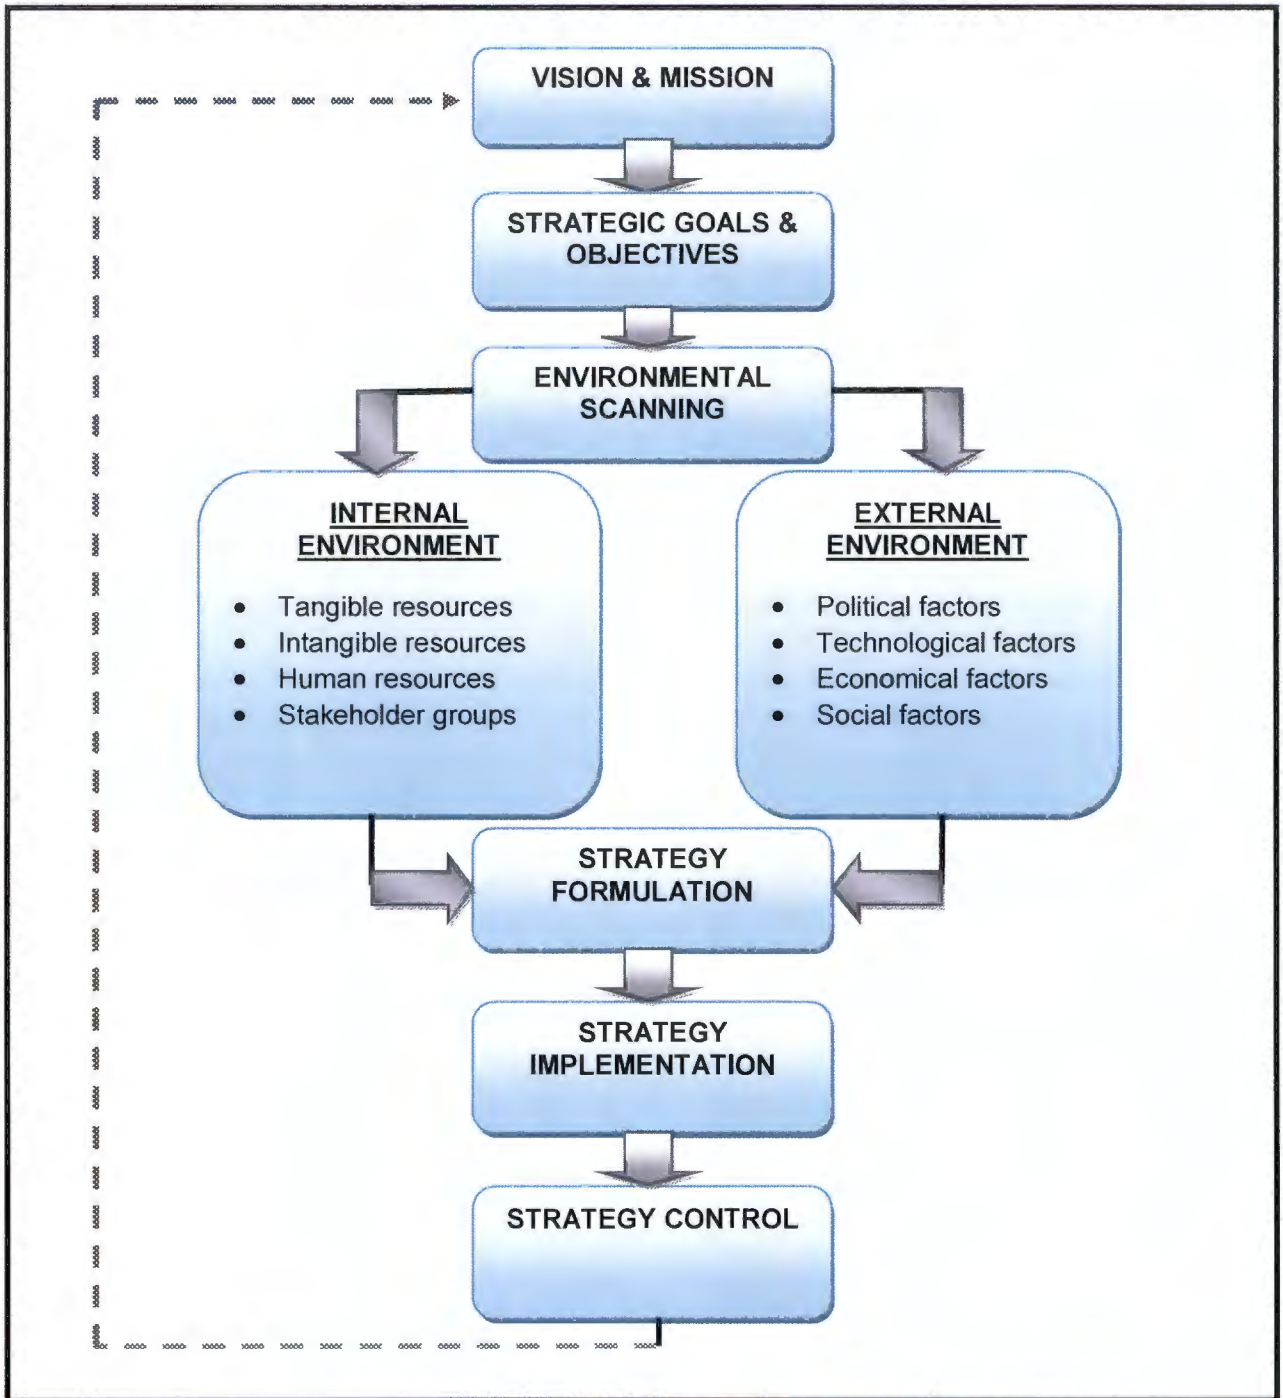 VISION & MISSION
STRATEGIC GOALS &
OBJECTIVES
ENVIRONMENTAL
SCANNING
INTERNAL
ENVIRONMENT
• Tangible resources
• Intangible resources
• Human resources
• Stakeholder groups
EXTERNAL
ENVIRONMENT
• Political factors
• Technological factors
• Economical factors
• Social factors
STRATEGY
FORMULATION
STRATEGY
IMPLEMENTATION
STRATEGY CONTROL